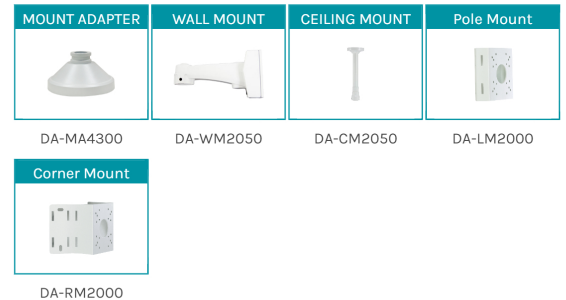 MOUNT ADAPTER
WALL MOUNT
CEILING MOUNT
Pole Mount
DA-MA4300
DA-WM2050
DA-CM2050
DA-LM2000
Corner Mount
DA-RM2000